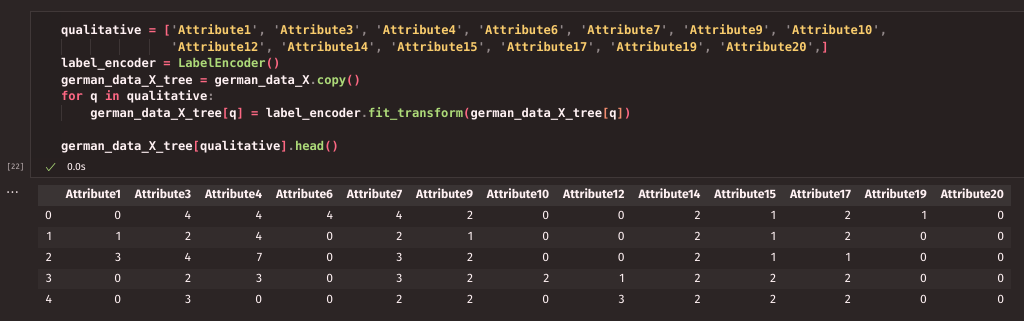 qualitative = ['Attribute1', 'Attribute3', 'Attribute4', 'Attribute6', 'Attribute7', 'Attribute9', 'Attribute10',
'Attribute12', 'Attribute14', 'Attribute15', 'Attribute17', 'Attribute19', 'Attribute20',]
label_encoder = LabelEncoder()
german_data_X_tree = german_data_X.copy()
for q in qualitative:
german_data_X_tree[q] = label_encoder.fit_transform(german_data_X_tree[q])
german_data_X_tree[qualitative].head()
[22] ✓ 0.0s
... Attribute1 Attribute3 Attribute4 Attribute6 Attribute7 Attribute9 Attribute10 Attribute12 Attribute14 Attribute15 Attribute17 Attribute19 Attribute20
0 0 4 4 4 4 2 0 0 2 1 2 1 0
1 1 2 4 0 2 1 0 0 2 1 2 0 0
2 3 4 7 0 3 2 0 0 2 1 1 0 0
3 0 2 3 0 3 2 2 1 2 2 2 0 0
4 0 3 0 0 2 2 0 3 2 2 2 0 0